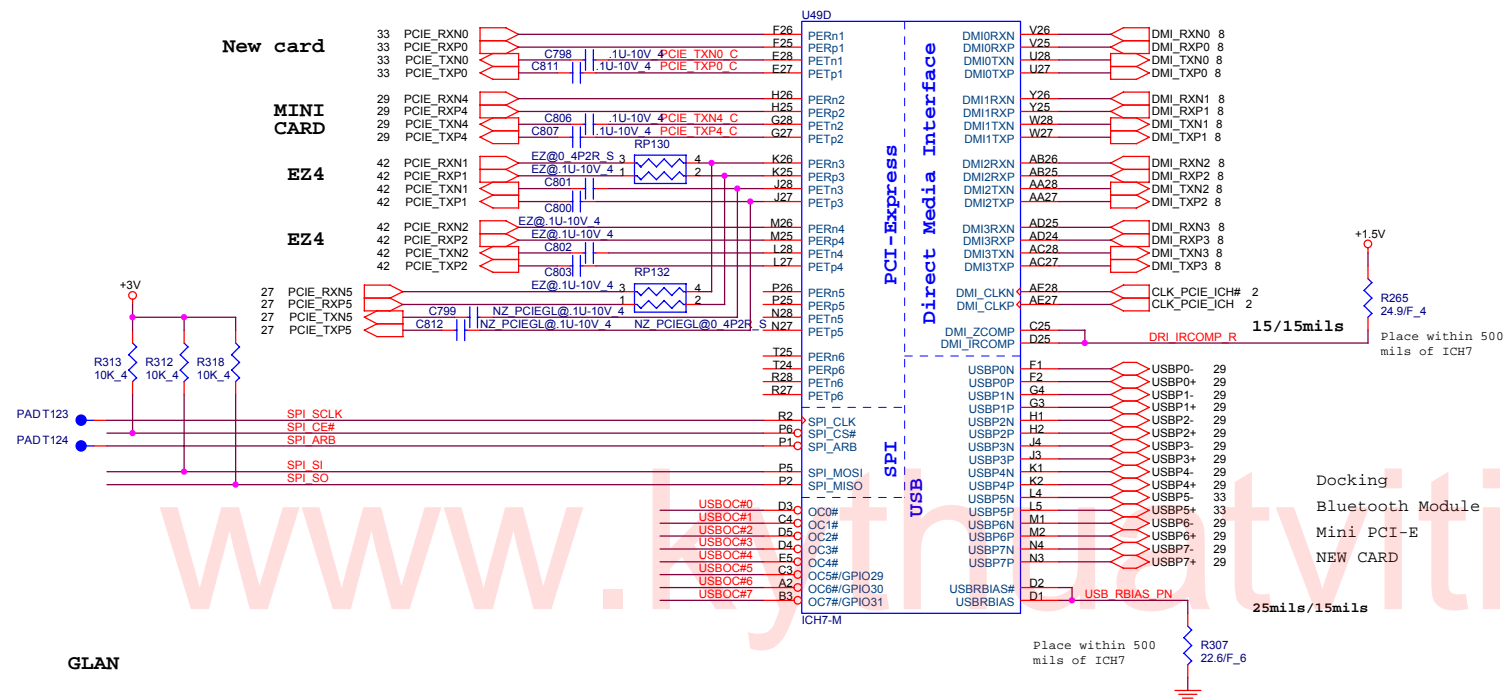 U49D
New card
33 PCIE_RXN0
33 PCIE_RXP0
33 PCIE_TXN0
33 PCIE_TXP0
C798 .1U-10V_4 PCIE_TXN0_C
C811 .1U-10V_4 PCIE_TXP0_C
F26 PERn1
F25 PERp1
E28 PETn1
E27 PETp1
MINI
CARD
29 PCIE_RXN4
29 PCIE_RXP4
29 PCIE_TXN4
29 PCIE_TXP4
C806 .1U-10V_4 PCIE_TXN4_C
C807 .1U-10V_4 PCIE_TXP4_C
H26 PERn2
H25 PERp2
G28 PETn2
G27 PETp2
EZ4
42 PCIE_RXN1
42 PCIE_RXP1
42 PCIE_TXN1
42 PCIE_TXP1
RP130
EZ@0_4P2R_S 3 4
EZ@.1U-10V_4 1 2
C801
C800
K26 PERn3
K25 PERp3
J28 PETn3
J27 PETp3
EZ4
42 PCIE_RXN2
42 PCIE_RXP2
42 PCIE_TXN2
42 PCIE_TXP2
EZ@.1U-10V_4
C802
C803
EZ@.1U-10V_4
M26 PERn4
M25 PERp4
L28 PETn4
L27 PETp4
RP132
3 4
1 2
27 PCIE_RXN5
27 PCIE_RXP5
27 PCIE_TXN5
27 PCIE_TXP5
C799 NZ_PCIEGL@.1U-10V_4
C812 NZ_PCIEGL@.1U-10V_4 NZ_PCIEGL@0_4P2R_S
P26 PERn5
P25 PERp5
N28 PETn5
N27 PETp5
T25 PERn6
T24 PERp6
R28 PETn6
R27 PETp6
+3V
R313
10K_4
R312
10K_4
R318
10K_4
PAD T123
PAD T124
SPI_SCLK R2 SPI_CLK
SPI_CE# P6 SPI_CS#
SPI_ARB P1 SPI_ARB
SPI_SI P5 SPI_MOSI
SPI_SO P2 SPI_MISO
USBOC#0 D3 OC0#
USBOC#1 C4 OC1#
USBOC#2 D5 OC2#
USBOC#3 D4 OC3#
USBOC#4 E5 OC4#
USBOC#5 C3 OC5#/GPIO29
USBOC#6 A2 OC6#/GPIO30
USBOC#7 B3 OC7#/GPIO31
ICH7-M
PCI-Express
Direct Media Interface
SPI
USB
DMI0RXN V26 DMI_RXN0 8
DMI0RXP V25 DMI_RXP0 8
DMI0TXN U28 DMI_TXN0 8
DMI0TXP U27 DMI_TXP0 8
DMI1RXN Y26 DMI_RXN1 8
DMI1RXP Y25 DMI_RXP1 8
DMI1TXN W28 DMI_TXN1 8
DMI1TXP W27 DMI_TXP1 8
DMI2RXN AB26 DMI_RXN2 8
DMI2RXP AB25 DMI_RXP2 8
DMI2TXN AA28 DMI_TXN2 8
DMI2TXP AA27 DMI_TXP2 8
DMI3RXN AD25 DMI_RXN3 8
DMI3RXP AD24 DMI_RXP3 8
DMI3TXN AC28 DMI_TXN3 8
DMI3TXP AC27 DMI_TXP3 8
DMI_CLKN AE28 CLK_PCIE_ICH# 2
DMI_CLKP AE27 CLK_PCIE_ICH 2
DMI_ZCOMP C25
DMI_IRCOMP D25 DRI_IRCOMP_R
15/15mils
+1.5V
R265
24.9/F_4
Place within 500
mils of ICH7
USBP0N F1 USBP0- 29
USBP0P F2 USBP0+ 29
USBP1N G4 USBP1- 29
USBP1P G3 USBP1+ 29
USBP2N H1 USBP2- 29
USBP2P H2 USBP2+ 29
USBP3N J4 USBP3- 29
USBP3P J3 USBP3+ 29
USBP4N K1 USBP4- 29
USBP4P K2 USBP4+ 29
USBP5N L4 USBP5- 33
USBP5P L5 USBP5+ 33
USBP6N M1 USBP6- 29
USBP6P M2 USBP6+ 29
USBP7N N4 USBP7- 29
USBP7P N3 USBP7+ 29
Docking
Bluetooth Module
Mini PCI-E
NEW CARD
USBRBIAS# D2
USBRBIAS D1 USB_RBIAS_PN
25mils/15mils
Place within 500
mils of ICH7
R307
22.6/F_6
GLAN
www.kythuatviti